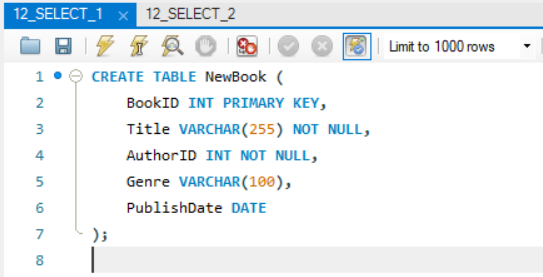 12_SELECT_1 × 12_SELECT_2
Limit to 1000 rows
1 CREATE TABLE NewBook (
2 BookID INT PRIMARY KEY,
3 Title VARCHAR(255) NOT NULL,
4 AuthorID INT NOT NULL,
5 Genre VARCHAR(100),
6 PublishDate DATE
7 );
8